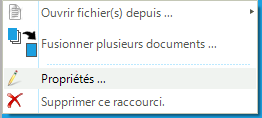 Ouvrir fichier(s) depuis ...
Fusionner plusieurs documents ...
Propriétés ...
Supprimer ce raccourci.